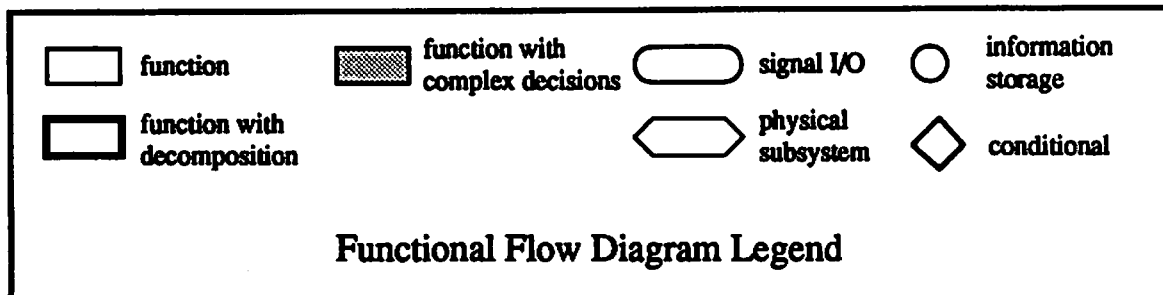 function
function with
complex decisions
signal I/O
information
storage
function with
decomposition
physical
subsystem
conditional
Functional Flow Diagram Legend